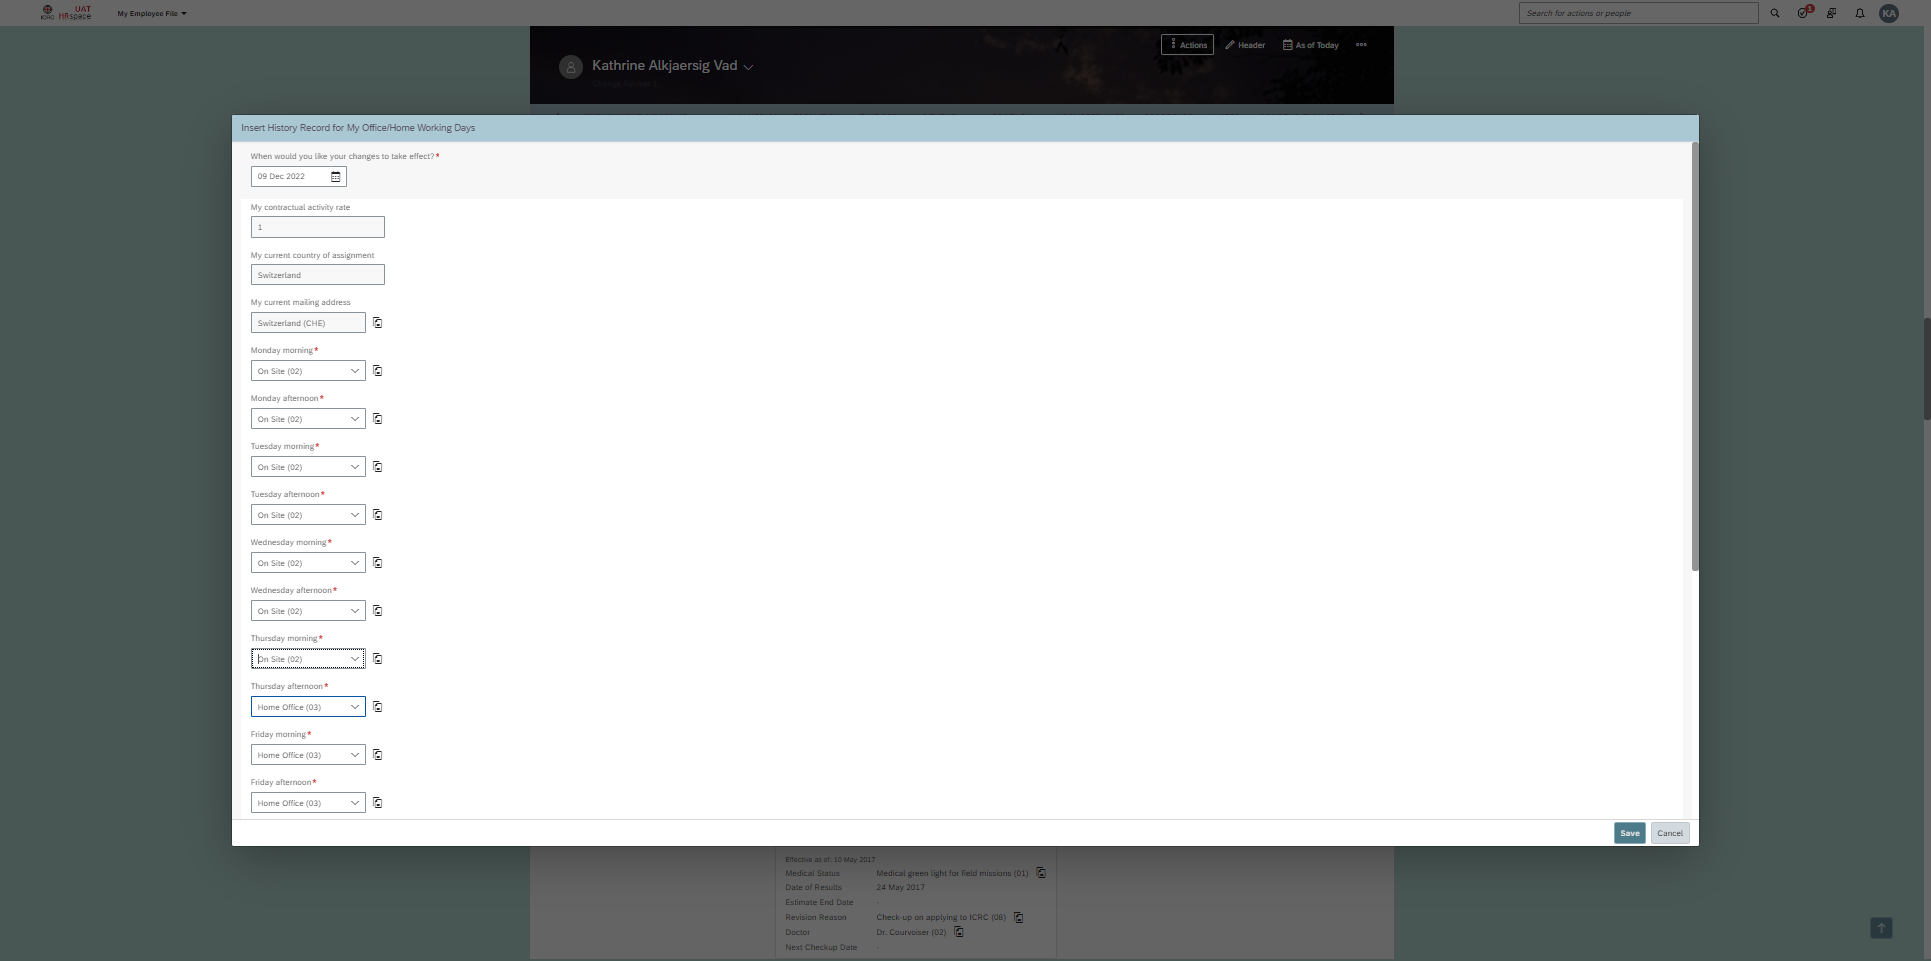 ICRC
UAT
HRspace
My Employee File
Search for actions or people
1
KA
Actions
Header
As of Today
Kathrine Alkjaersig Vad
Insert History Record for My Office/Home Working Days
When would you like your changes to take effect?*
09 Dec 2022
My contractual activity rate
1
My current country of assignment
Switzerland
My current mailing address
Switzerland (CHE)
Monday morning*
On Site (02)
Monday afternoon*
On Site (02)
Tuesday morning*
On Site (02)
Tuesday afternoon*
On Site (02)
Wednesday morning*
On Site (02)
Wednesday afternoon*
On Site (02)
Thursday morning*
On Site (02)
Thursday afternoon*
Home Office (03)
Friday morning*
Home Office (03)
Friday afternoon*
Home Office (03)
Save
Cancel
Effective as of: 10 May 2017
Medical Status Medical green light for field missions (01)
Date of Results 24 May 2017
Estimate End Date -
Revision Reason Check-up on applying to ICRC (08)
Doctor Dr. Courvoiser (02)
Next Checkup Date -